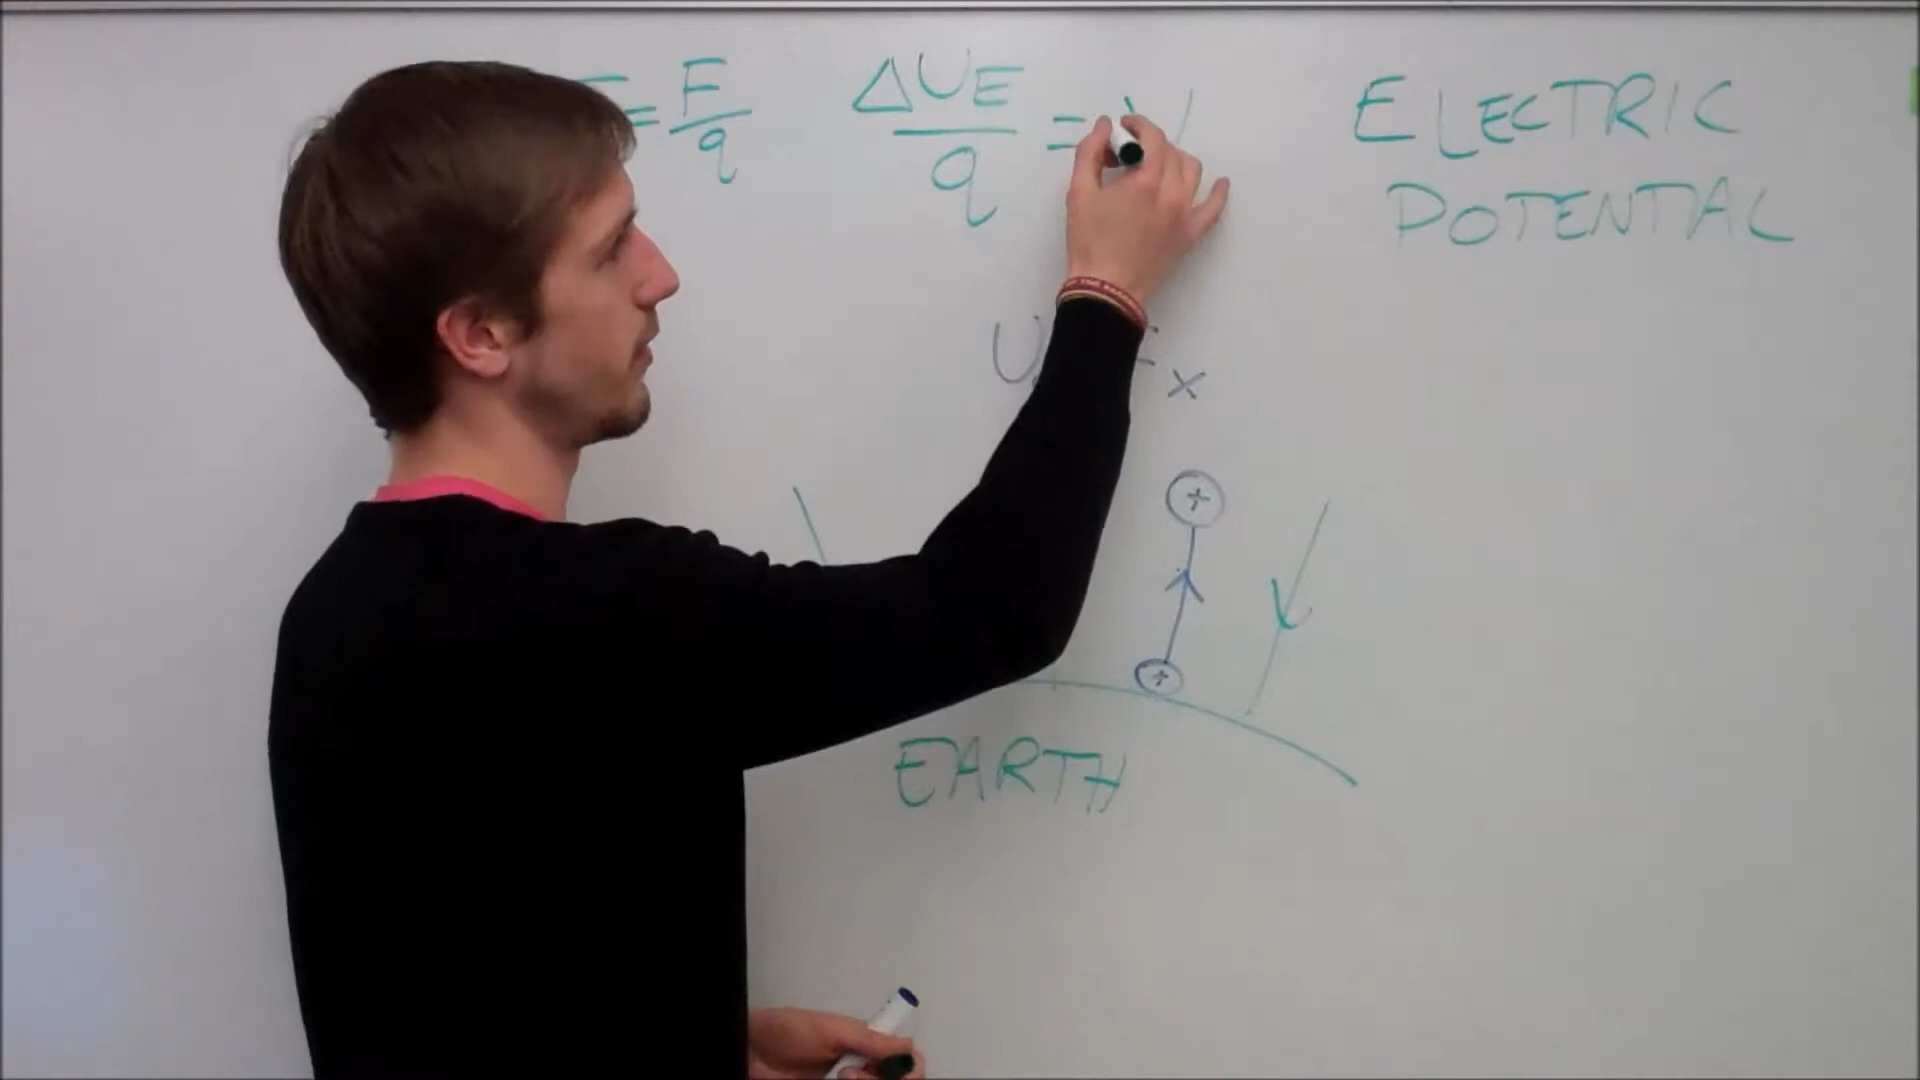 = F/q
ΔUE/q = V
ELECTRIC
POTENTIAL
U
x
+
+
EARTH